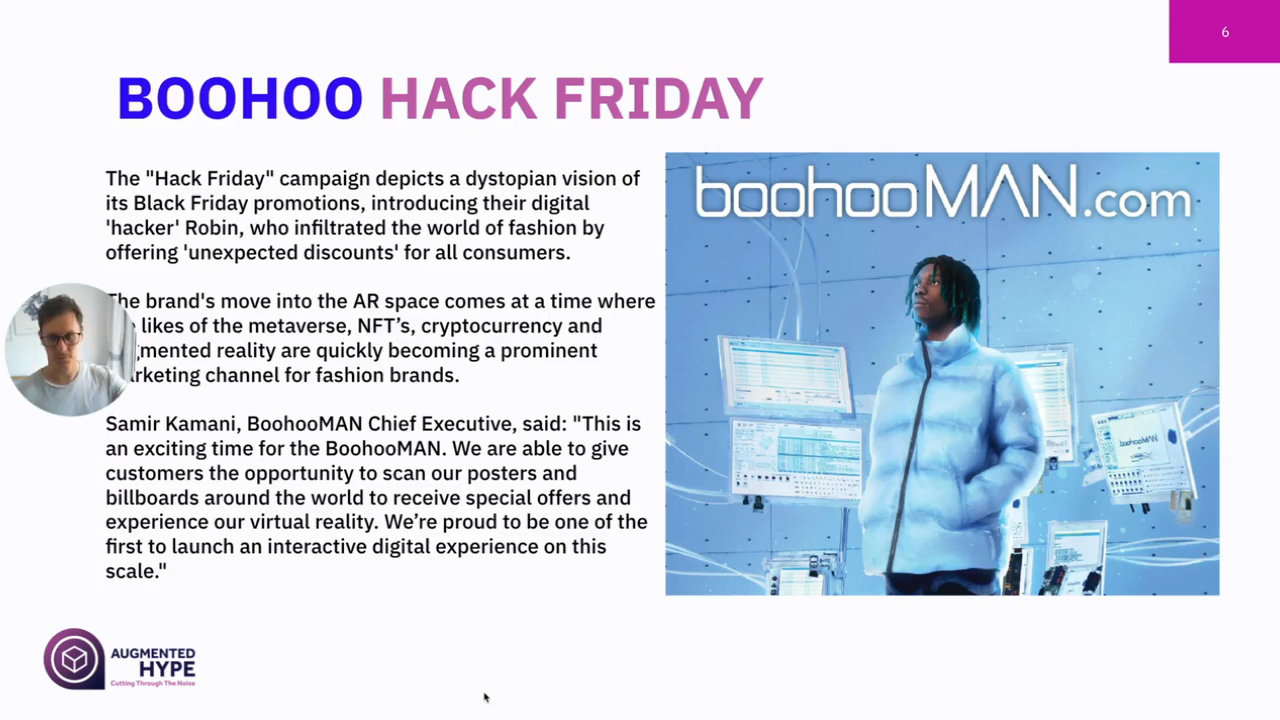 6
BOOHOO HACK FRIDAY
The "Hack Friday" campaign depicts a dystopian vision of
its Black Friday promotions, introducing their digital
'hacker' Robin, who infiltrated the world of fashion by
offering 'unexpected discounts' for all consumers.
The brand's move into the AR space comes at a time where
likes of the metaverse, NFT’s, cryptocurrency and
gmented reality are quickly becoming a prominent
arketing channel for fashion brands.
Samir Kamani, BoohooMAN Chief Executive, said: "This is
an exciting time for the BoohooMAN. We are able to give
customers the opportunity to scan our posters and
billboards around the world to receive special offers and
experience our virtual reality. We’re proud to be one of the
first to launch an interactive digital experience on this
scale."
boohooMAN.com
boohooMAN
AUGMENTED
HYPE
Cutting Through The Noise